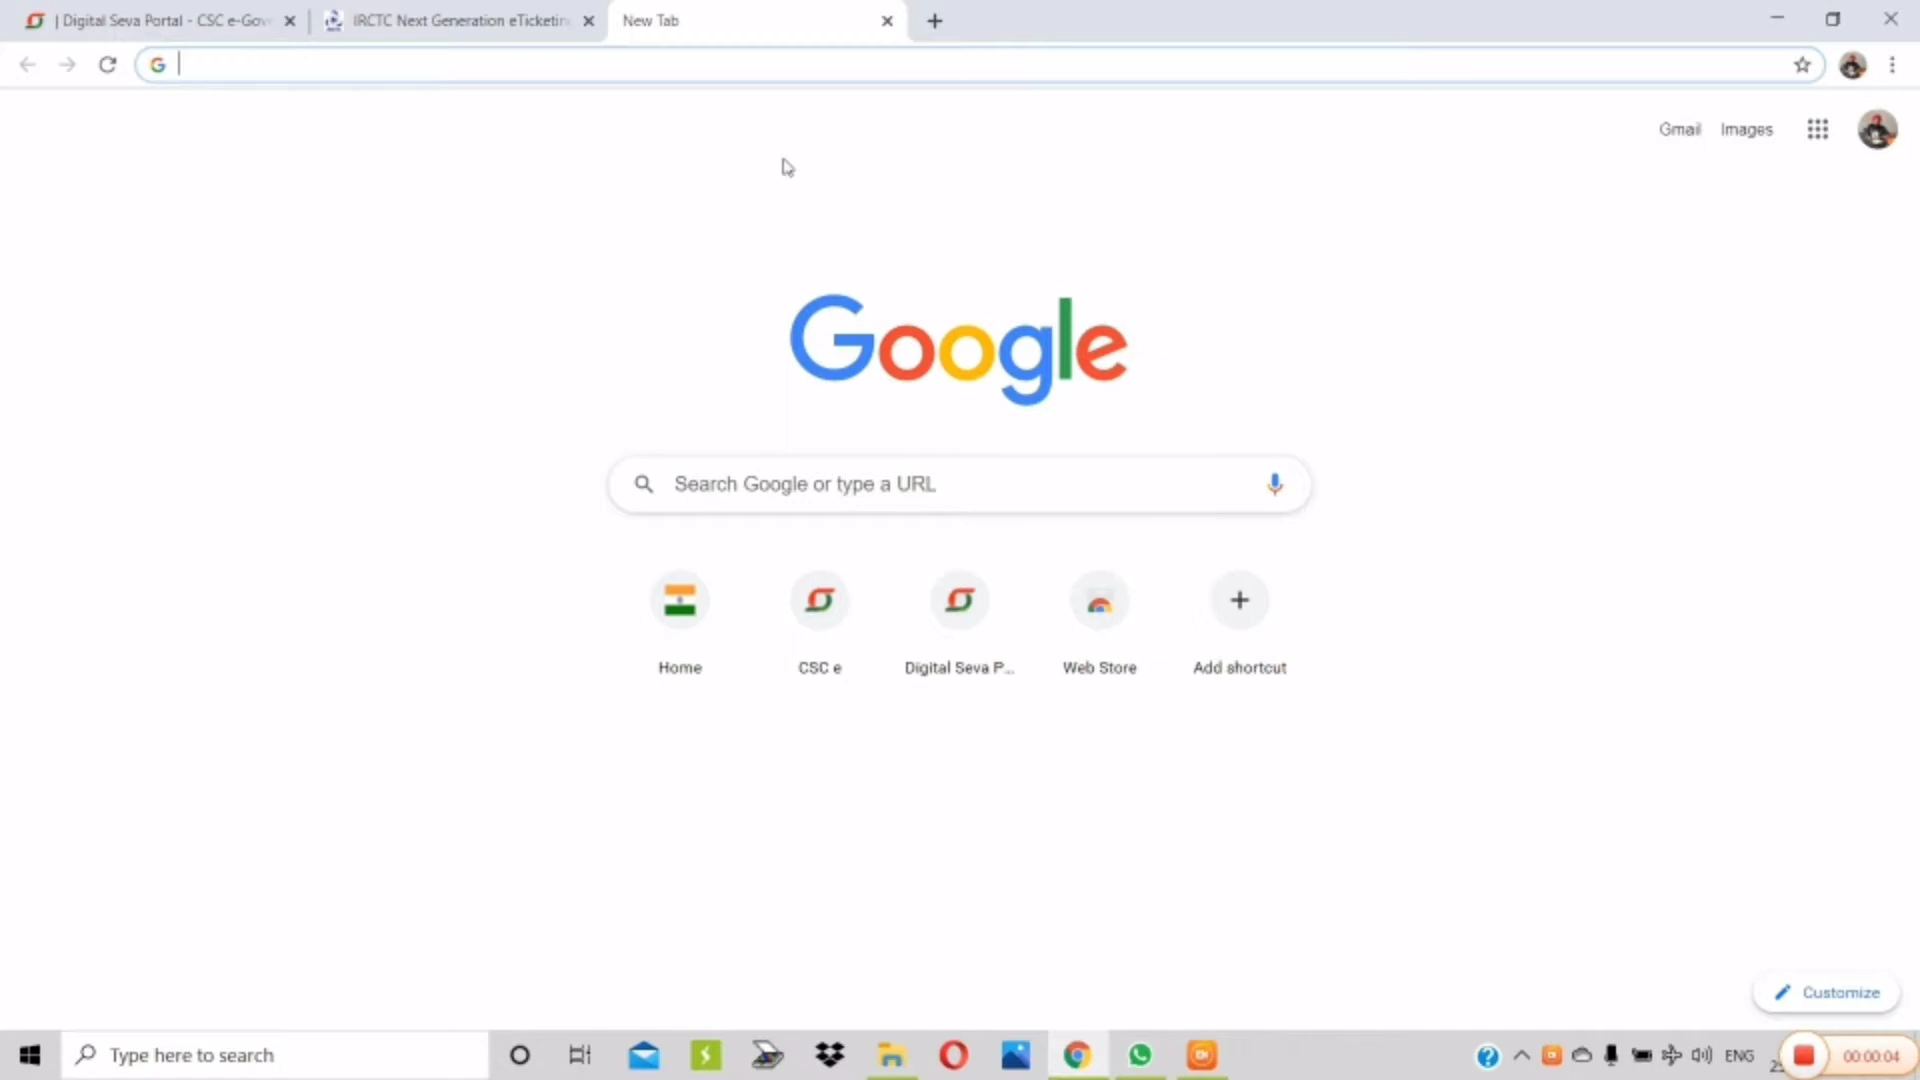 | Digital Seva Portal - CSC e-Gov
IRCTC Next Generation eTicketin
New Tab
Gmail
Images
Google
Search Google or type a URL
Home
CSC e
Digital Seva P...
Web Store
Add shortcut
Customize
Type here to search
ENG
00:00:04